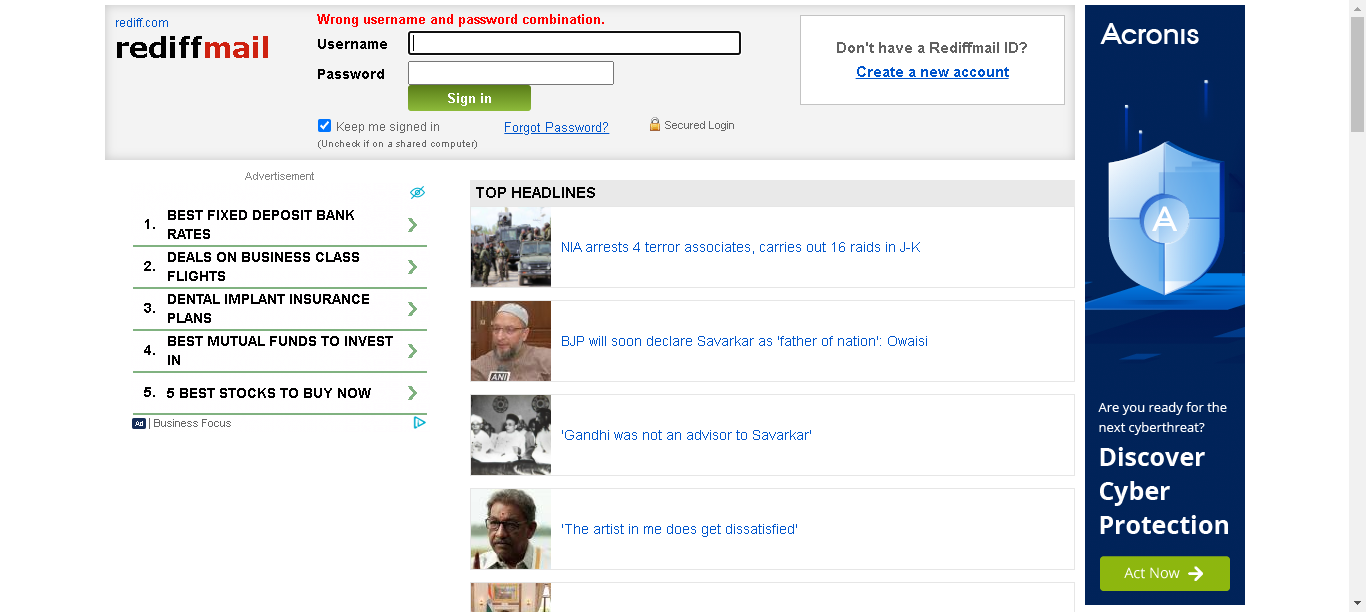 rediff.com
rediffmail
Wrong username and password combination.
Username
Password
Sign in
Keep me signed in
(Uncheck if on a shared computer)
Forgot Password?
Secured Login
Don't have a Rediffmail ID?
Create a new account
Advertisement
1. BEST FIXED DEPOSIT BANK
RATES
2. DEALS ON BUSINESS CLASS
FLIGHTS
3. DENTAL IMPLANT INSURANCE
PLANS
4. BEST MUTUAL FUNDS TO INVEST
IN
5. 5 BEST STOCKS TO BUY NOW
Ad | Business Focus
TOP HEADLINES
NIA arrests 4 terror associates, carries out 16 raids in J-K
BJP will soon declare Savarkar as 'father of nation': Owaisi
ANI
'Gandhi was not an advisor to Savarkar'
'The artist in me does get dissatisfied'
Acronis
A
Are you ready for the
next cyberthreat?
Discover
Cyber
Protection
Act Now